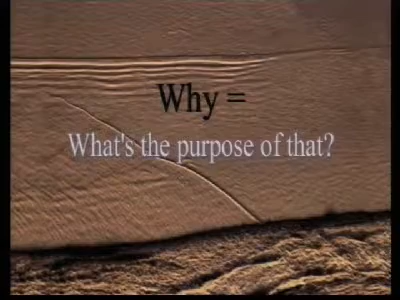 Why =
What's the purpose of that?